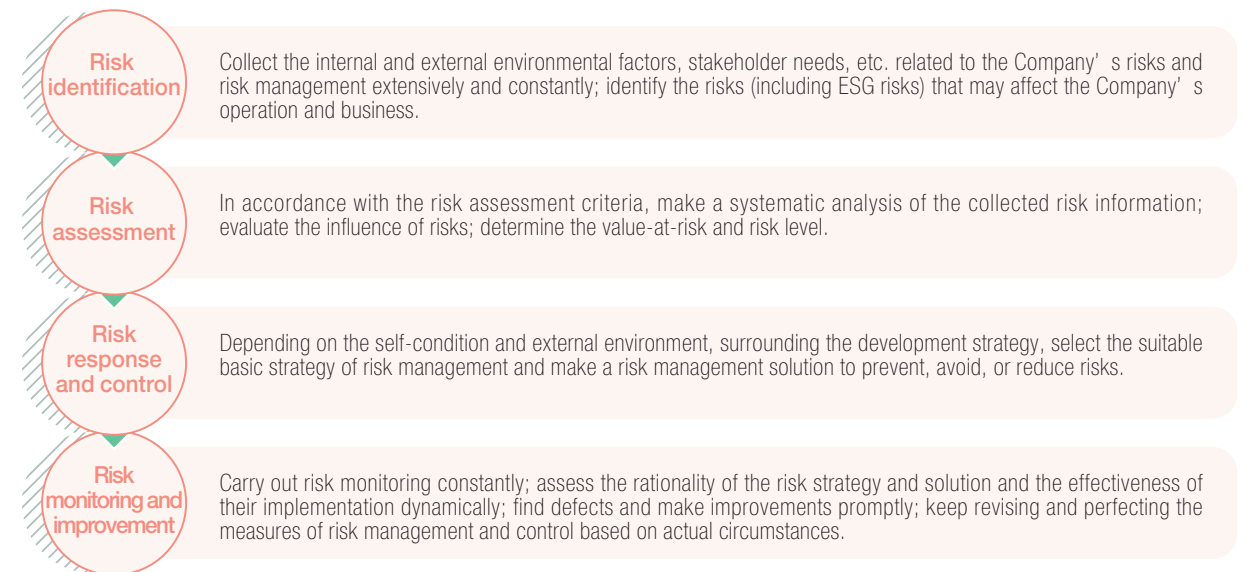 Risk
identification
Collect the internal and external environmental factors, stakeholder needs, etc. related to the Company’ s risks and
risk management extensively and constantly; identify the risks (including ESG risks) that may affect the Company’ s
operation and business.
Risk
assessment
In accordance with the risk assessment criteria, make a systematic analysis of the collected risk information;
evaluate the influence of risks; determine the value-at-risk and risk level.
Risk
response
and control
Depending on the self-condition and external environment, surrounding the development strategy, select the suitable
basic strategy of risk management and make a risk management solution to prevent, avoid, or reduce risks.
Risk
monitoring and
improvement
Carry out risk monitoring constantly; assess the rationality of the risk strategy and solution and the effectiveness of
their implementation dynamically; find defects and make improvements promptly; keep revising and perfecting the
measures of risk management and control based on actual circumstances.